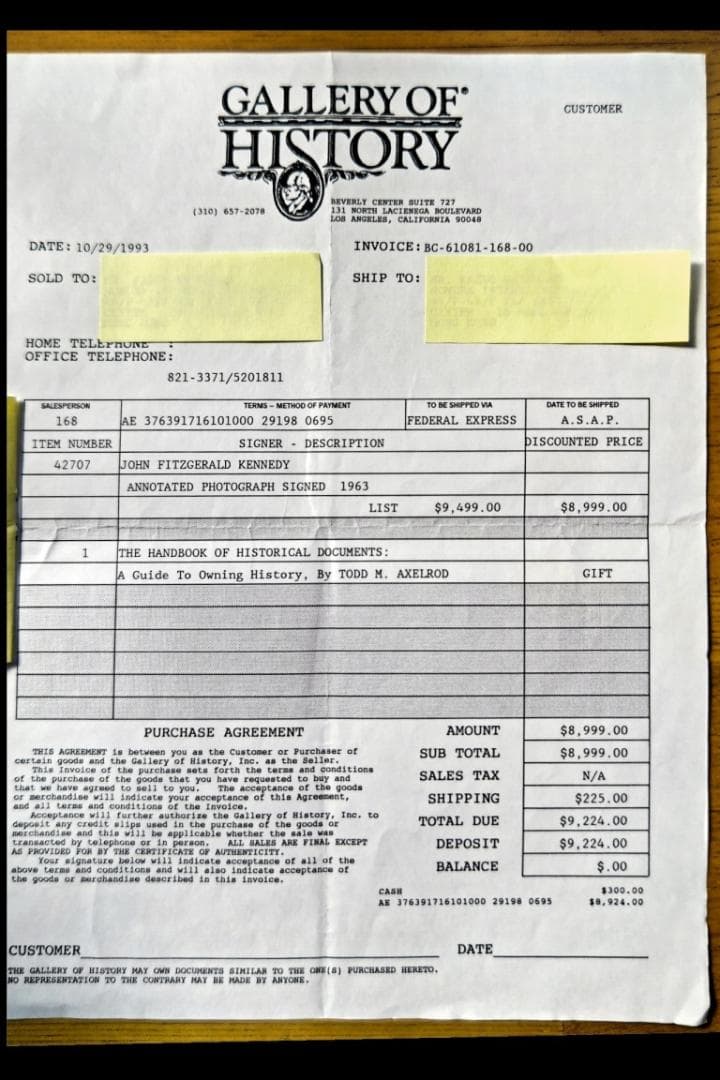 GALLERY OF®
HISTORY
CUSTOMER
(310) 657-2078
BEVERLY CENTER SUITE 727
131 NORTH LACIENEGA BOULEVARD
LOS ANGELES, CALIFORNIA 90048
DATE: 10/29/1993
INVOICE: BC-61081-168-00
SOLD TO:
SHIP TO:
HOME TELEPHONE :
OFFICE TELEPHONE:
821-3371/5201811
SALESPERSON TERMS – METHOD OF PAYMENT TO BE SHIPPED VIA DATE TO BE SHIPPED
168 AE 376391716101000 29198 0695 FEDERAL EXPRESS A.S.A.P.
ITEM NUMBER SIGNER - DESCRIPTION DISCOUNTED PRICE
42707 JOHN FITZGERALD KENNEDY
ANNOTATED PHOTOGRAPH SIGNED 1963
LIST $9,499.00 $8,999.00
1 THE HANDBOOK OF HISTORICAL DOCUMENTS:
A Guide To Owning History, By TODD M. AXELROD GIFT
PURCHASE AGREEMENT
THIS AGREEMENT is between you as the Customer or Purchaser of
certain goods and the Gallery of History, Inc. as the Seller.
This Invoice of the purchase sets forth the terms and conditions
of the purchase of the goods that you have requested to buy and
that we have agreed to sell to you. The acceptance of the goods
or merchandise will indicate your acceptance of this Agreement,
and all terms and conditions of the Invoice.
Acceptance will further authorize the Gallery of History, Inc. to
deposit any credit slips used in the purchase of the goods or
merchandise and this will be applicable whether the sale was
transacted by telephone or in person. ALL SALES ARE FINAL EXCEPT
AS PROVIDED FOR BY THE CERTIFICATE OF AUTHENTICITY.
Your signature below will indicate acceptance of all of the
above terms and conditions and will also indicate acceptance of
the goods or merchandise described in this invoice.
AMOUNT $8,999.00
SUB TOTAL $8,999.00
SALES TAX N/A
SHIPPING $225.00
TOTAL DUE $9,224.00
DEPOSIT $9,224.00
BALANCE $.00
CASH $300.00
AE 376391716101000 29198 0695 $8,924.00
CUSTOMER
DATE
THE GALLERY OF HISTORY MAY OWN DOCUMENTS SIMILAR TO THE ONE(S) PURCHASED HERETO.
NO REPRESENTATION TO THE CONTRARY MAY BE MADE BY ANYONE.